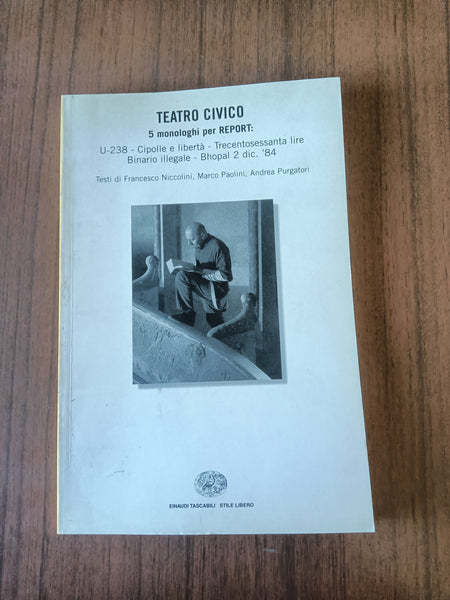 TEATRO CIVICO
5 monologhi per REPORT:
U-238 - Cipolle e libertà - Trecentosessanta lire
Binario illegale - Bhopal 2 dic. '84
Testi di Francesco Niccolini, Marco Paolini, Andrea Purgatori
EINAUDI TASCABILI STILE LIBERO